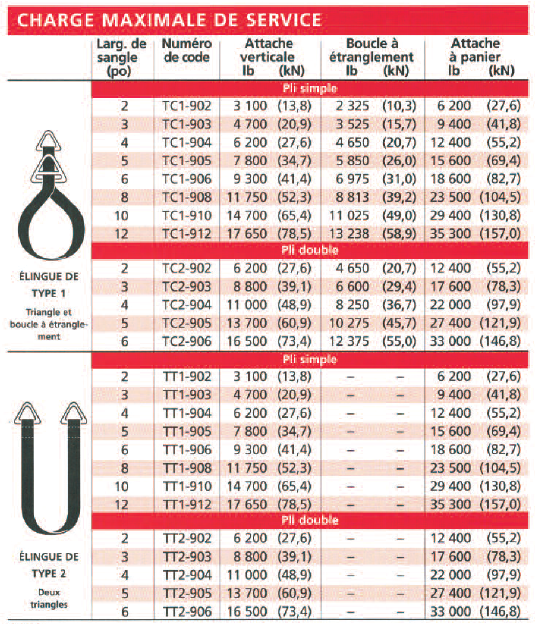 CHARGE MAXIMALE DE SERVICE
Larg. de Numéro Attache Boucle à Attache
sangle de code verticale étranglement à panier
(po) lb (kN) lb (kN) lb (kN)
Pli simple
2 TC1-902 3 100 (13,8) 2 325 (10,3) 6 200 (27,6)
3 TC1-903 4 700 (20,9) 3 525 (15,7) 9 400 (41,8)
4 TC1-904 6 200 (27,6) 4 650 (20,7) 12 400 (55,2)
5 TC1-905 7 800 (34,7) 5 850 (26,0) 15 600 (69,4)
6 TC1-906 9 300 (41,4) 6 975 (31,0) 18 600 (82,7)
8 TC1-908 11 750 (52,3) 8 813 (39,2) 23 500 (104,5)
10 TC1-910 14 700 (65,4) 11 025 (49,0) 29 400 (130,8)
12 TC1-912 17 650 (78,5) 13 238 (58,9) 35 300 (157,0)
Pli double
2 TC2-902 6 200 (27,6) 4 650 (20,7) 12 400 (55,2)
3 TC2-903 8 800 (39,1) 6 600 (29,4) 17 600 (78,3)
4 TC2-904 11 000 (48,9) 8 250 (36,7) 22 000 (97,9)
5 TC2-905 13 700 (60,9) 10 275 (45,7) 27 400 (121,9)
6 TC2-906 16 500 (73,4) 12 375 (55,0) 33 000 (146,8)
ÉLINGUE DE
TYPE 1
Triangle et
boucle à étrangle-
ment
Pli simple
2 TT1-902 3 100 (13,8) – – 6 200 (27,6)
3 TT1-903 4 700 (20,9) – – 9 400 (41,8)
4 TT1-904 6 200 (27,6) – – 12 400 (55,2)
5 TT1-905 7 800 (34,7) – – 15 600 (69,4)
6 TT1-906 9 300 (41,4) – – 18 600 (82,7)
8 TT1-908 11 750 (52,3) – – 23 500 (104,5)
10 TT1-910 14 700 (65,4) – – 29 400 (130,8)
12 TT1-912 17 650 (78,5) – – 35 300 (157,0)
Pli double
2 TT2-902 6 200 (27,6) – – 12 400 (55,2)
3 TT2-903 8 800 (39,1) – – 17 600 (78,3)
4 TT2-904 11 000 (48,9) – – 22 000 (97,9)
5 TT2-905 13 700 (60,9) – – 27 400 (121,9)
6 TT2-906 16 500 (73,4) – – 33 000 (146,8)
ÉLINGUE DE
TYPE 2
Deux
triangles